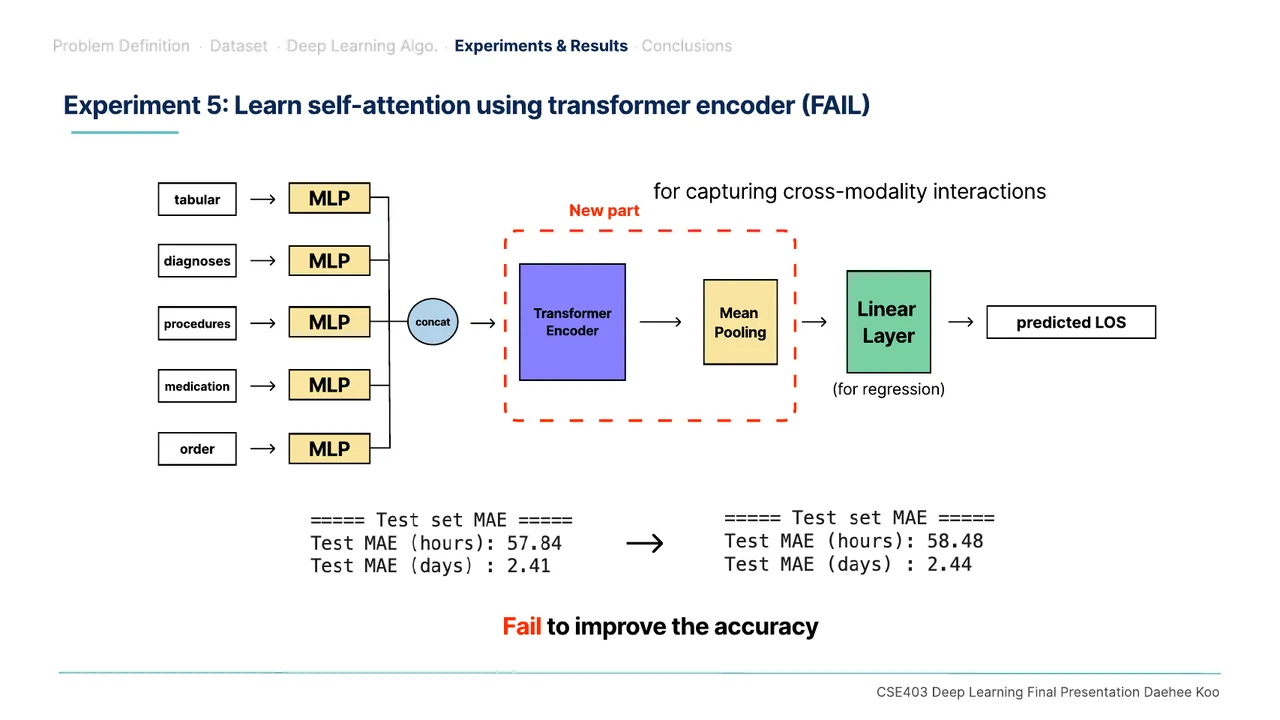 Problem Definition · Dataset · Deep Learning Algo. · Experiments & Results · Conclusions
Experiment 5: Learn self-attention using transformer encoder (FAIL)
for capturing cross-modality interactions
New part
tabular
MLP
diagnoses
MLP
procedures
MLP
medication
MLP
order
MLP
concat
Transformer
Encoder
Mean
Pooling
Linear
Layer
(for regression)
predicted LOS
===== Test set MAE =====
Test MAE (hours): 57.84
Test MAE (days) : 2.41
===== Test set MAE =====
Test MAE (hours): 58.48
Test MAE (days) : 2.44
Fail to improve the accuracy
CSE403 Deep Learning Final Presentation Daehee Koo